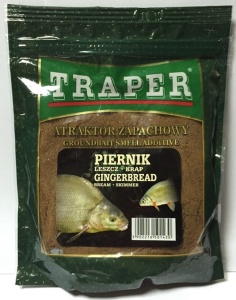 TRAPER
ATRAKTOR ZAPACHOWY
GROUNDBAIT SMELL ADDITIVE
PIERNIK
LESZCZ • KRĄP
GINGERBREAD
BREAM • SKIMMER